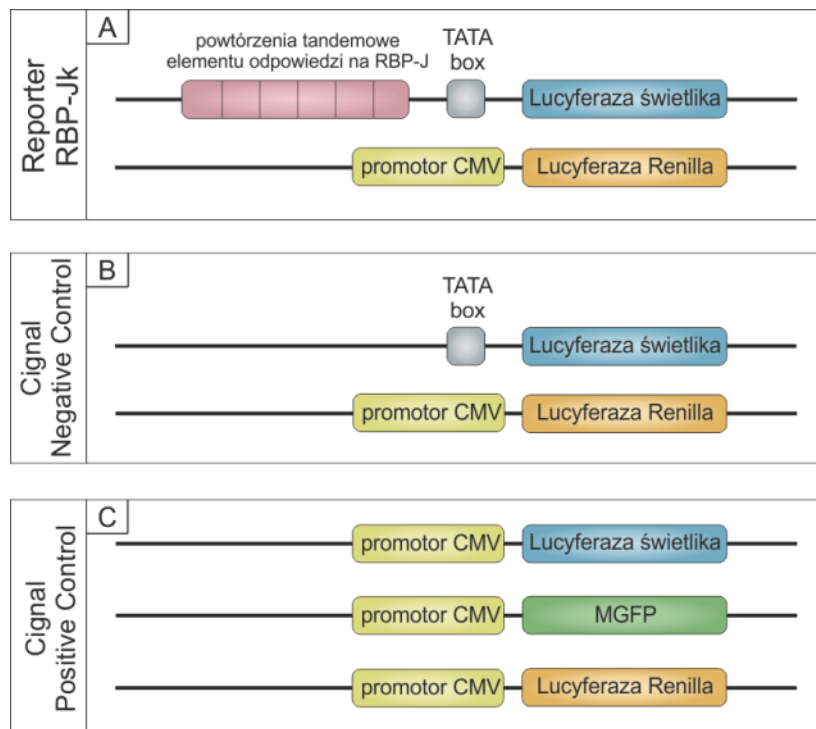 Reporter
RBP-Jk
A
powtórzenia tandemowe
elementu odpowiedzi na RBP-J
TATA
box
Lucyferaza świetlika
promotor CMV
Lucyferaza Renilla
Cignal
Negative Control
B
TATA
box
Lucyferaza świetlika
promotor CMV
Lucyferaza Renilla
Cignal
Positive Control
C
promotor CMV
Lucyferaza świetlika
promotor CMV
MGFP
promotor CMV
Lucyferaza Renilla